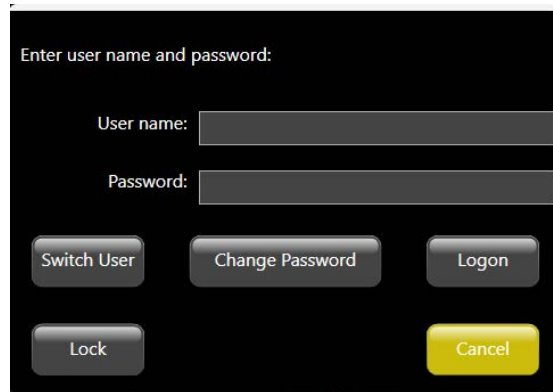 Enter user name and password:
User name:
Password:
Switch User Change Password Logon
Lock Cancel